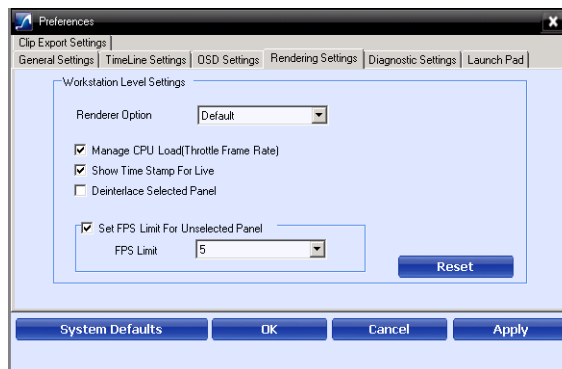 Preferences
Clip Export Settings
General Settings TimeLine Settings OSD Settings Rendering Settings Diagnostic Settings Launch Pad
Workstation Level Settings
Renderer Option Default
Manage CPU Load(Throttle Frame Rate)
Show Time Stamp For Live
Deinterlace Selected Panel
Set FPS Limit For Unselected Panel
FPS Limit 5
Reset
System Defaults OK Cancel Apply